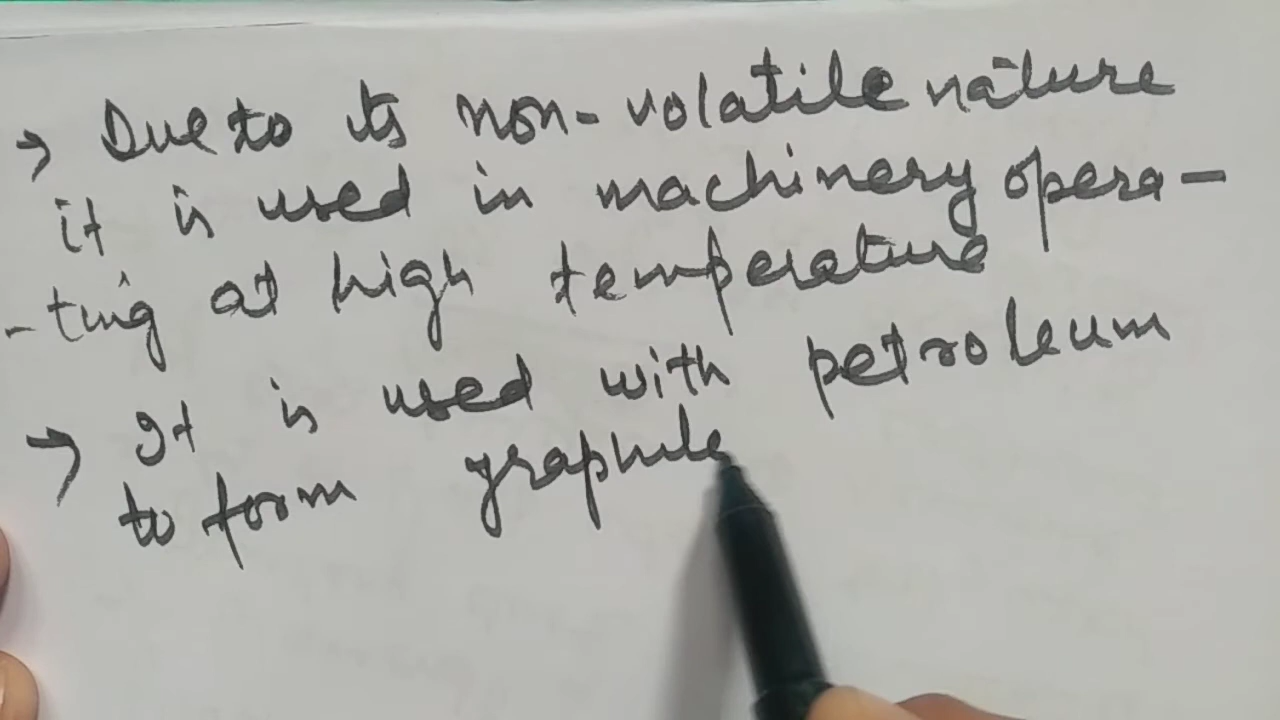 → Due to its non-volatile nature
it is used in machinery opera-
-ting at high temperature
→ It is used with petroleum
to form graphite